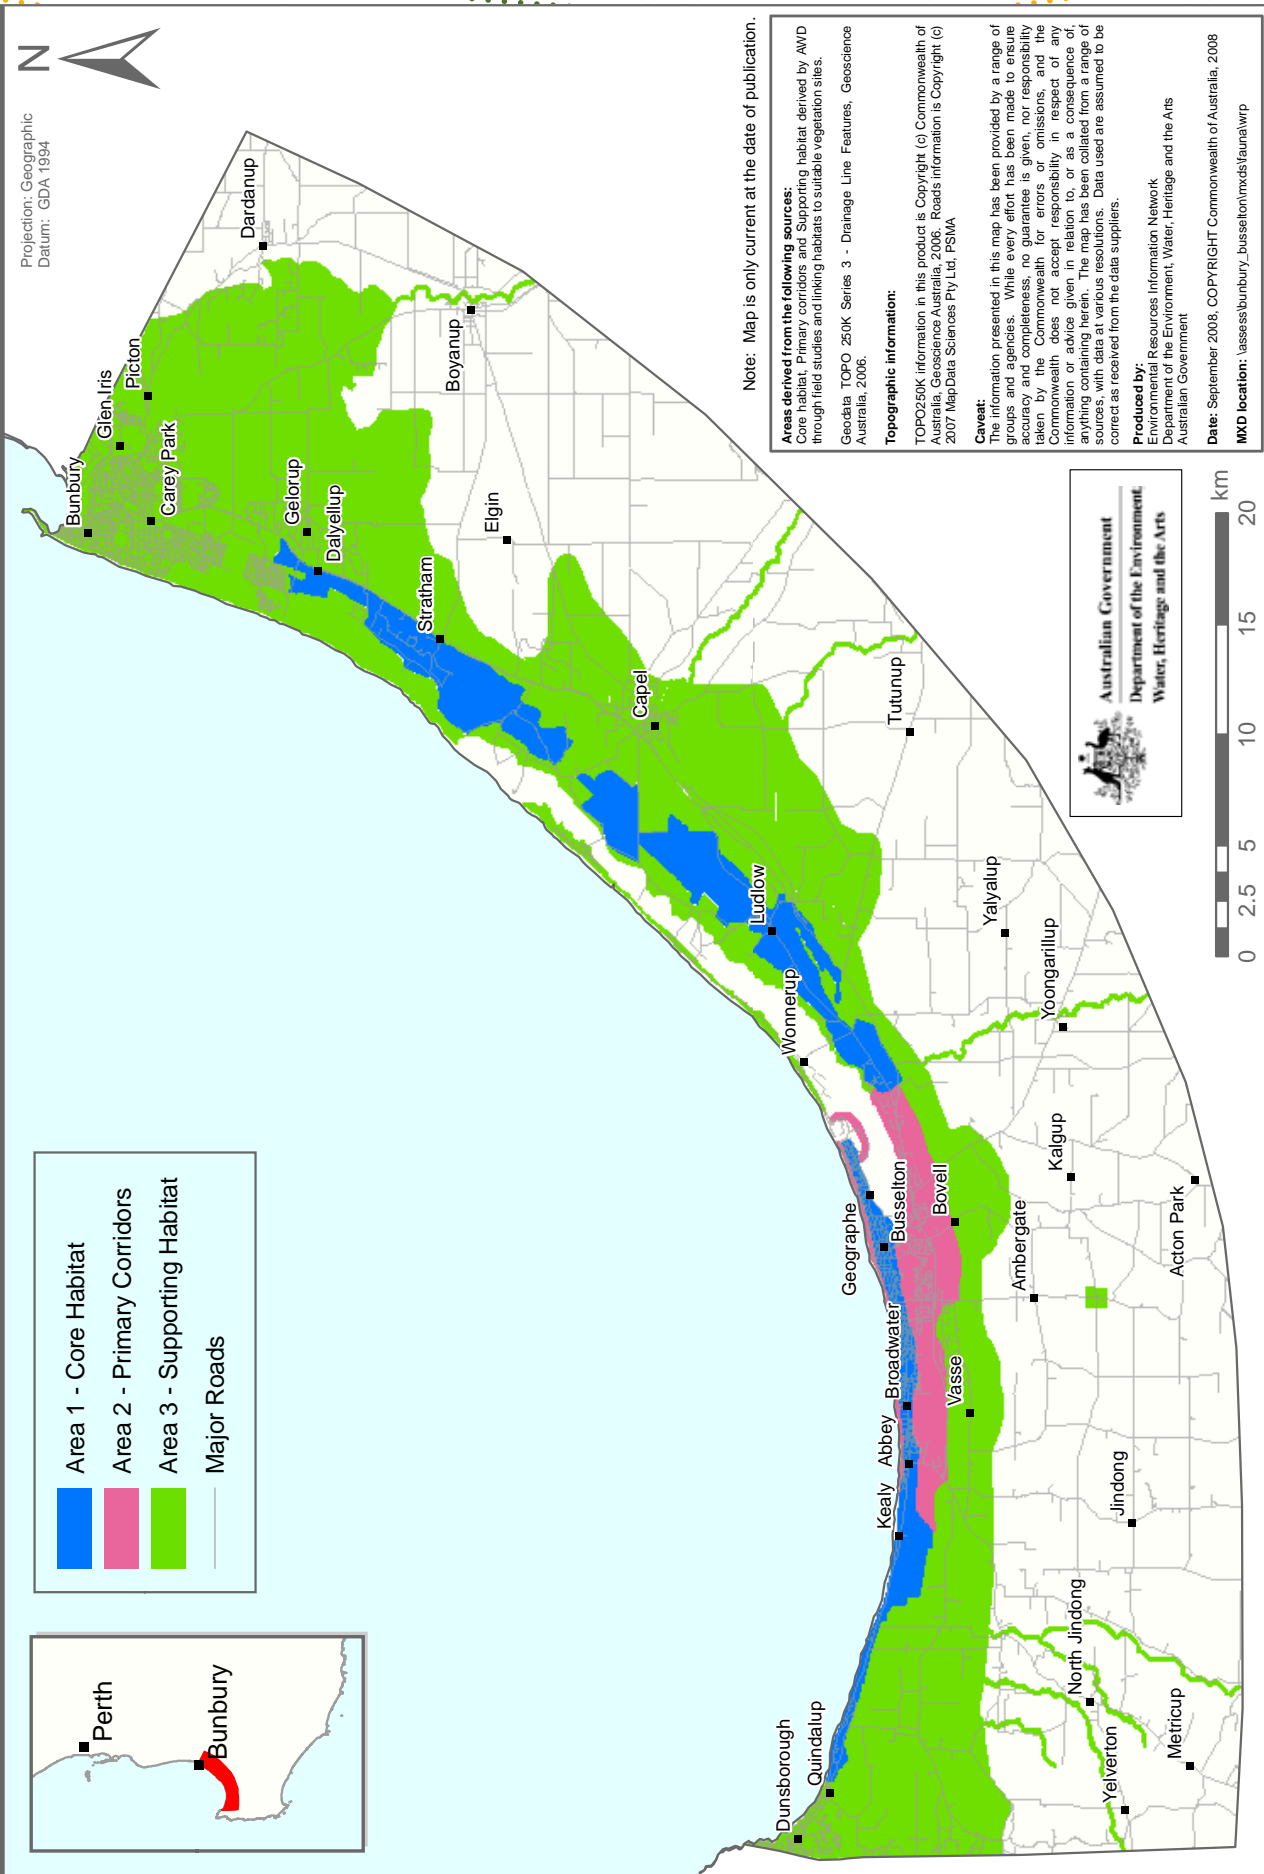 Projection: Geographic
Datum: GDA 1994
N
Perth
Bunbury
Area 1 - Core Habitat
Area 2 - Primary Corridors
Area 3 - Supporting Habitat
Major Roads
Bunbury
Glen Iris
Picton
Carey Park
Dardanup
Gelorup
Dalyellup
Boyanup
Stratham
Elgin
Capel
Tutunup
Ludlow
Wonnerup
Yalyalup
Yoongarillup
Geographe
Busselton
Bovell
Kalgup
Broadwater
Ambergate
Acton Park
Abbey
Vasse
Kealy
Jindong
Dunsborough
Quindalup
North Jindong
Yelverton
Metricup
Note: Map is only current at the date of publication.
Areas derived from the following sources:
Core habitat, Primary corridors and Supporting habitat derived by AWD
through field studies and linking habitats to suitable vegetation sites.
Geodata TOPO 250K Series 3 - Drainage Line Features, Geoscience
Australia, 2006.
Topographic information:
TOPO250K information in this product is Copyright (c) Commonwealth of
Australia, Geoscience Australia, 2006. Roads information is Copyright (c)
2007 MapData Sciences Pty Ltd, PSMA
Caveat:
The information presented in this map has been provided by a range of
groups and agencies. While every effort has been made to ensure
accuracy and completeness, no guarantee is given, nor responsibility
taken by the Commonwealth for errors or omissions, and the
Commonwealth does not accept responsibility in respect of any
information or advice given in relation to, or as a consequence of,
anything containing herein. The map has been collated from a range of
sources, with data at various resolutions. Data used are assumed to be
correct as received from the data suppliers.
Produced by:
Environmental Resources Information Network
Department of the Environment, Water, Heritage and the Arts
Australian Government
Date: September 2008, COPYRIGHT Commonwealth of Australia, 2008
MXD location: \assess\bunbury_busselton\mxds\fauna\wrp
Australian Government
Department of the Environment,
Water, Heritage and the Arts
0 2.5 5 10 15 20 km